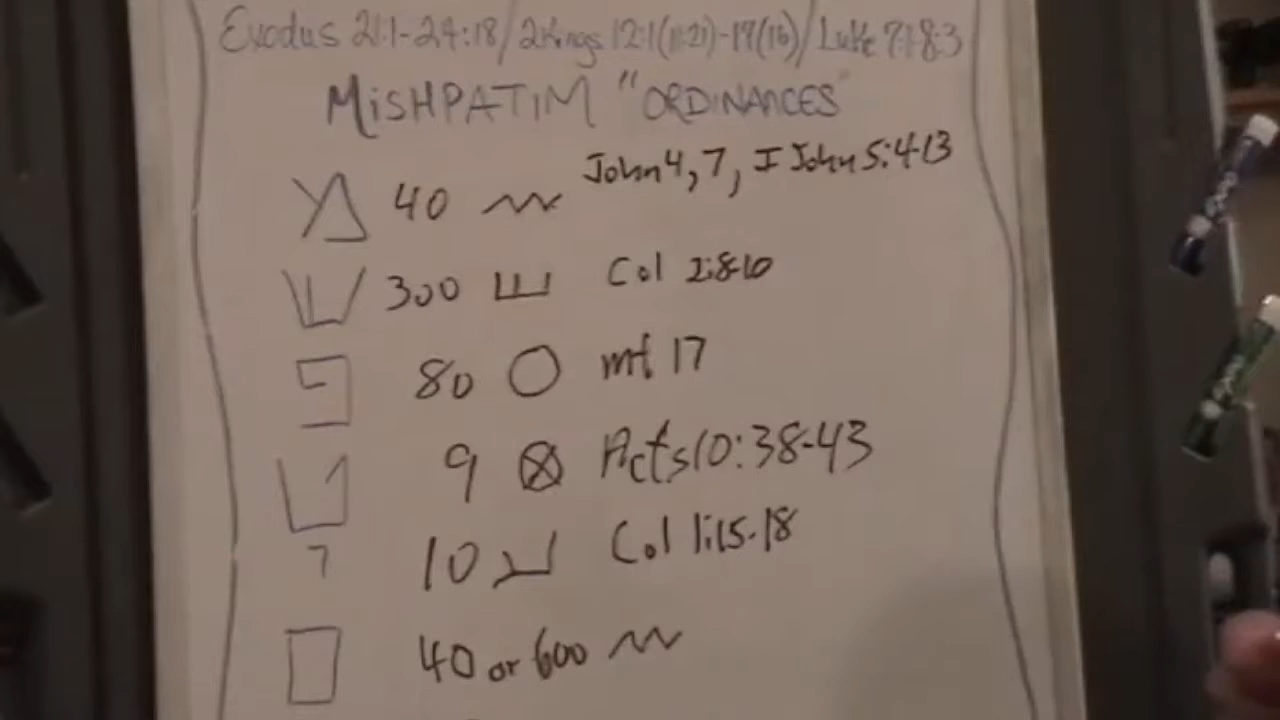 Exodus 21:1-24:18/2Kings 12:1(11:21)-17(16)/Luke 7:1-8:3
MiSHPATiM "ORDINANCES"
מ 40 John 4, 7, I John 5:4-13
ש 300 Col 2:8-10
פ 80 mt 17
ט 9 Acts 10:38-43
י 10 Col 1:15-18
ם 40 or 600